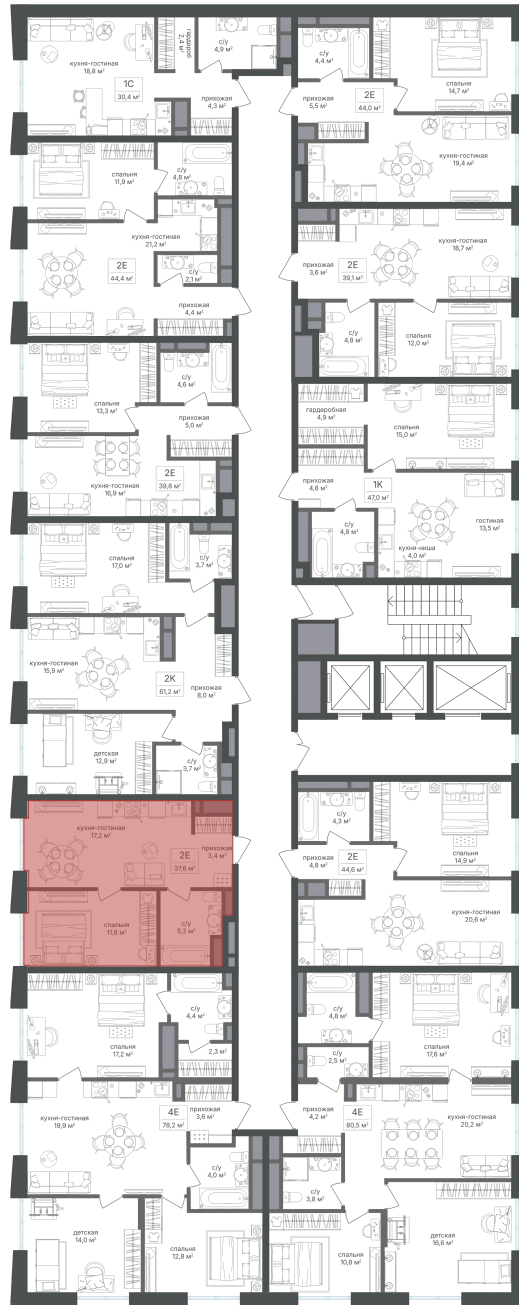 кухня-гостиная
18,8 м²
гардероб
2,4 м²
с/у
4,9 м²
1С
30,4 м²
прихожая
4,3 м²
с/у
4,4 м²
спальня
14,7 м²
прихожая
5,5 м²
2Е
44,0 м²
кухня-гостиная
19,4 м²
спальня
11,9 м²
с/у
4,8 м²
кухня-гостиная
21,2 м²
2Е
44,4 м²
с/у
2,1 м²
прихожая
4,4 м²
кухня-гостиная
18,7 м²
прихожая
3,6 м²
2Е
39,1 м²
с/у
4,8 м²
спальня
12,0 м²
спальня
13,3 м²
с/у
4,6 м²
прихожая
5,0 м²
2Е
39,8 м²
кухня-гостиная
16,9 м²
гардеробная
4,9 м²
спальня
15,0 м²
прихожая
4,8 м²
1К
47,0 м²
гостиная
13,5 м²
с/у
4,8 м²
кухня-ниша
4,0 м²
спальня
17,0 м²
с/у
3,7 м²
кухня-гостиная
15,9 м²
2К
61,2 м²
прихожая
8,0 м²
детская
12,9 м²
с/у
3,7 м²
кухня-гостиная
17,2 м²
2Е
37,6 м²
прихожая
3,4 м²
спальня
11,8 м²
с/у
5,2 м²
с/у
4,3 м²
прихожая
4,8 м²
2Е
44,6 м²
спальня
14,9 м²
кухня-гостиная
20,6 м²
спальня
17,2 м²
с/у
4,4 м²
2,3 м²
кухня-гостиная
19,9 м²
4Е
78,2 м²
прихожая
3,6 м²
с/у
4,0 м²
детская
14,0 м²
спальня
12,8 м²
с/у
4,8 м²
с/у
2,5 м²
спальня
17,6 м²
прихожая
4,2 м²
4Е
80,5 м²
кухня-гостиная
20,2 м²
с/у
3,8 м²
спальня
10,8 м²
детская
16,6 м²